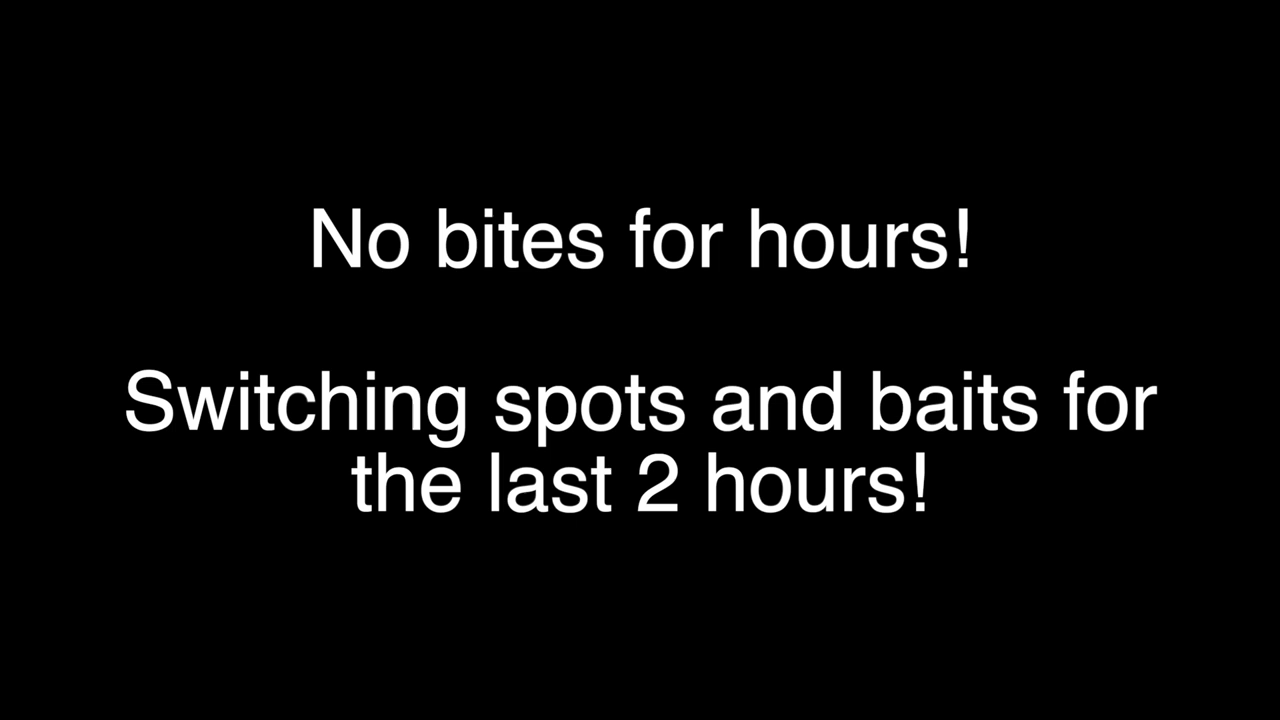 No bites for hours!
Switching spots and baits for
the last 2 hours!